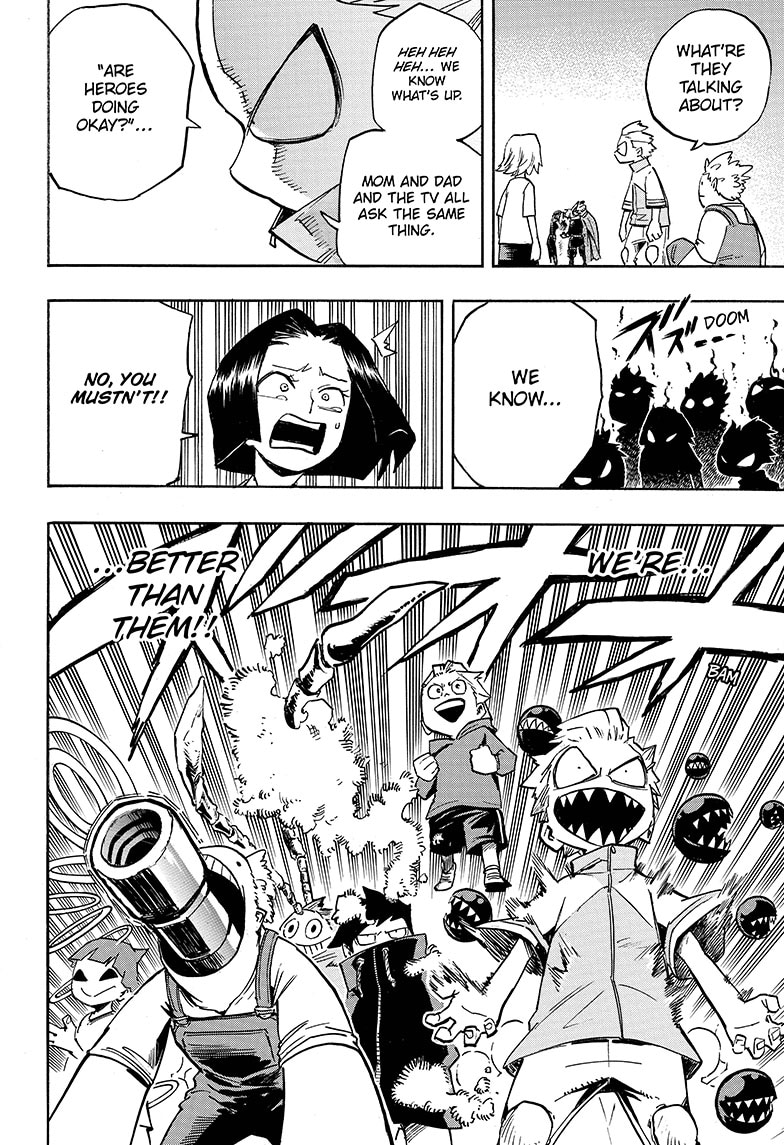 WHAT'RE
THEY
TALKING
ABOUT?
HEH HEH
HEH... WE
KNOW
WHAT'S UP.
MOM AND DAD
AND THE TV ALL
ASK THE SAME
THING.
"ARE
HEROES
DOING
OKAY?"...
ズズ
DOOM
WE
KNOW...
NO, YOU
MUSTN'T!!
WE'RE...
BAM
...BETTER
THAN
THEM!!